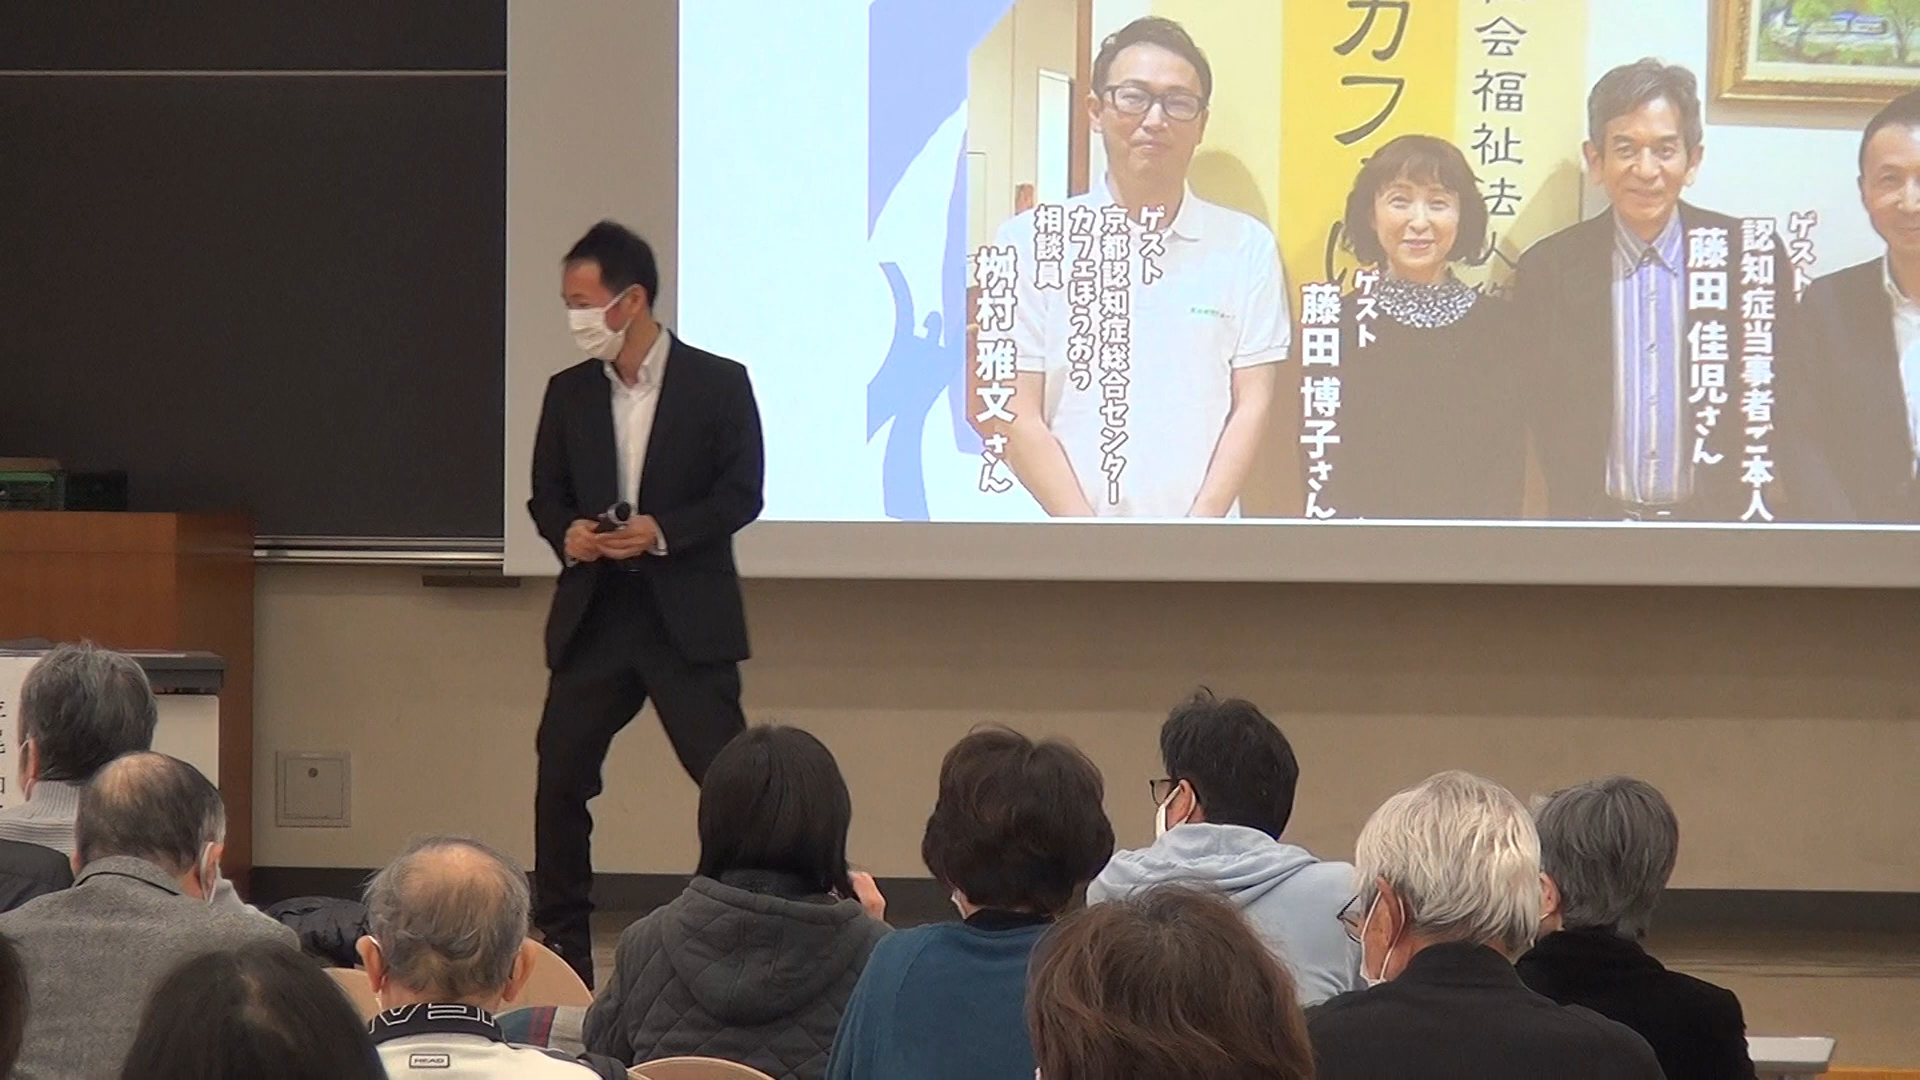 カフェ
会福祉法人
ゲスト
京都認知症総合センター
カフェほうおう
相談員
桝村 雅文さん
ゲスト
藤田 博子さん
ゲスト
認知症当事者ご本人
藤田 佳児さん
HEAD